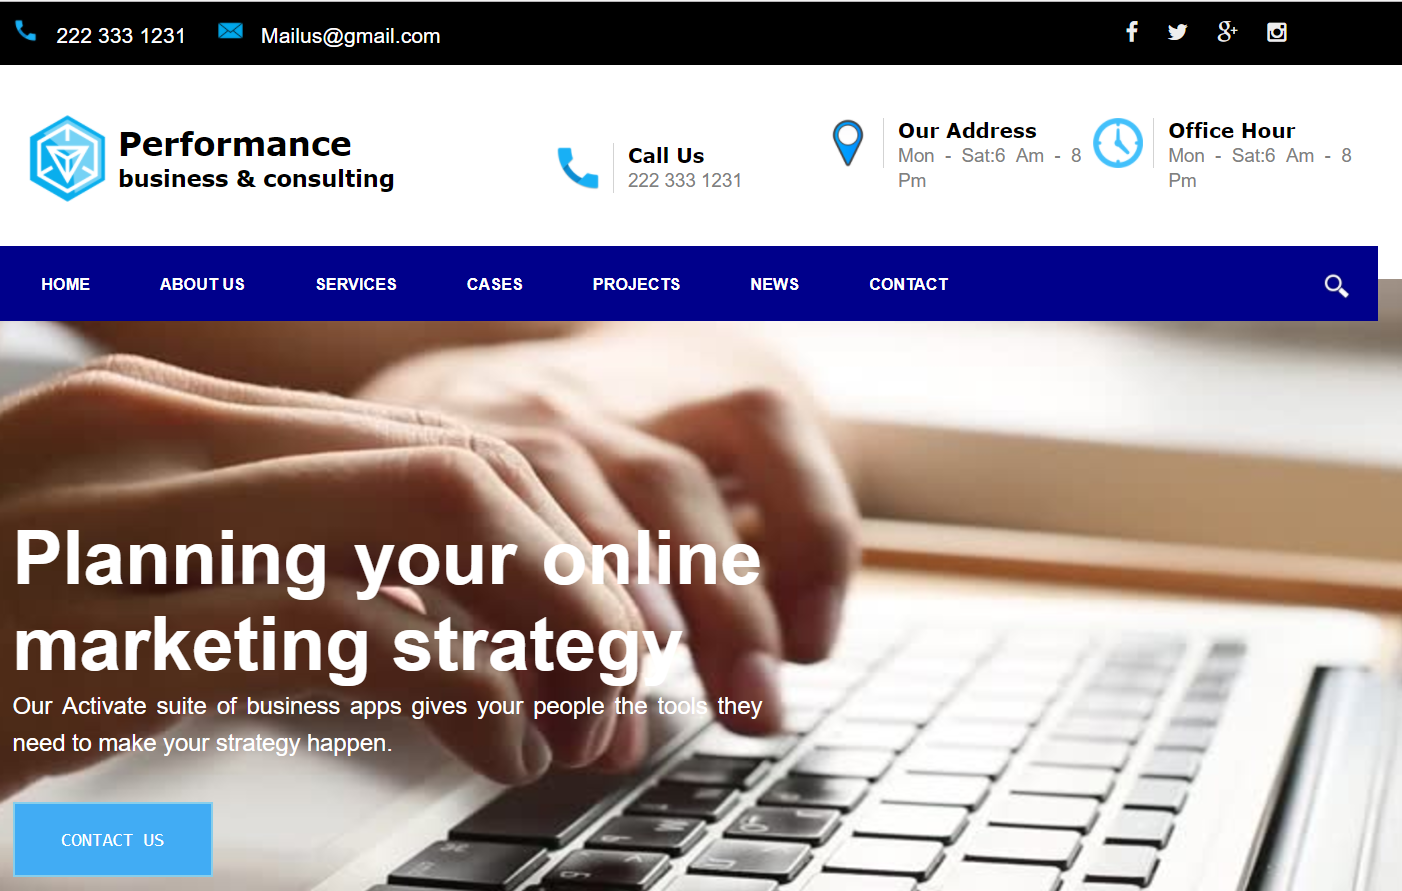 222 333 1231 Mailus@gmail.com
Performance
business & consulting
Call Us
222 333 1231
Our Address
Mon - Sat:6 Am - 8
Pm
Office Hour
Mon - Sat:6 Am - 8
Pm
HOME ABOUT US SERVICES CASES PROJECTS NEWS CONTACT
Planning your online
marketing strategy
Our Activate suite of business apps gives your people the tools they
need to make your strategy happen.
CONTACT US